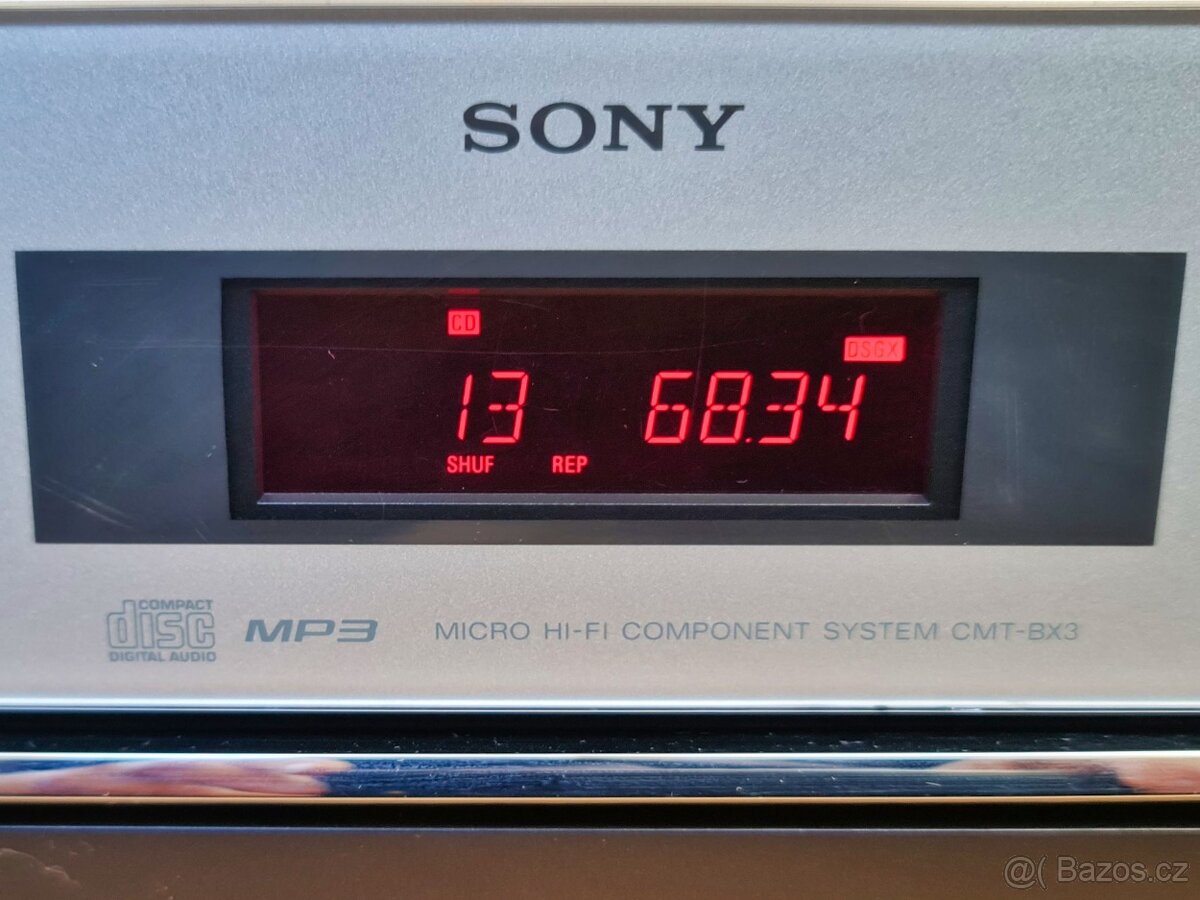 SONY
CD
DSGX
13 68.34
SHUF REP
COMPACT
disc
DIGITAL AUDIO
MP3
MICRO HI-FI COMPONENT SYSTEM CMT-BX3
@( Bazos.cz